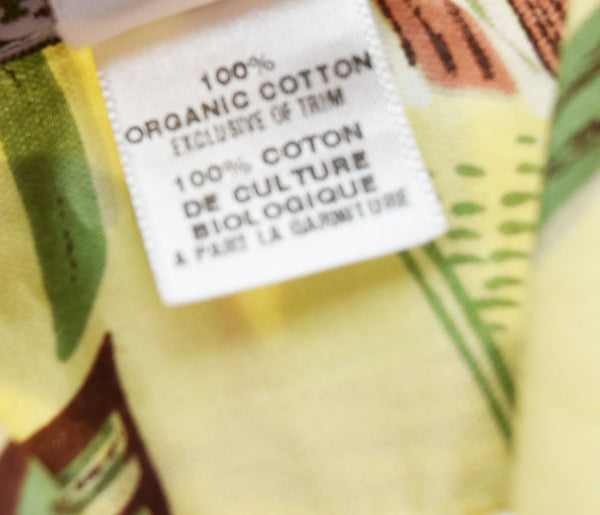 100%
ORGANIC COTTON
EXCLUSIVE OF TRIM
100% COTON
DE CULTURE
BIOLOGIQUE
A PART LA GARNITURE